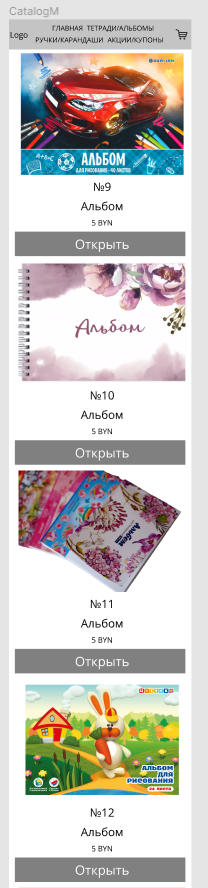 CatalogM
Logo
ГЛАВНАЯ ТЕТРАДИ/АЛЬБОМЫ
РУЧКИ/КАРАНДАШИ АКЦИИ/КУПОНЫ
А+Б=С
АЛЬБОМ
ДЛЯ РИСОВАНИЯ · 40 ЛИСТОВ
№9
Альбом
5 BYN
Открыть
Альбом
№10
Альбом
5 BYN
Открыть
Альбом
№11
Альбом
5 BYN
Открыть
АЛЬБОМ
ДЛЯ
РИСОВАНИЯ
24 ЛИСТА
№12
Альбом
5 BYN
Открыть